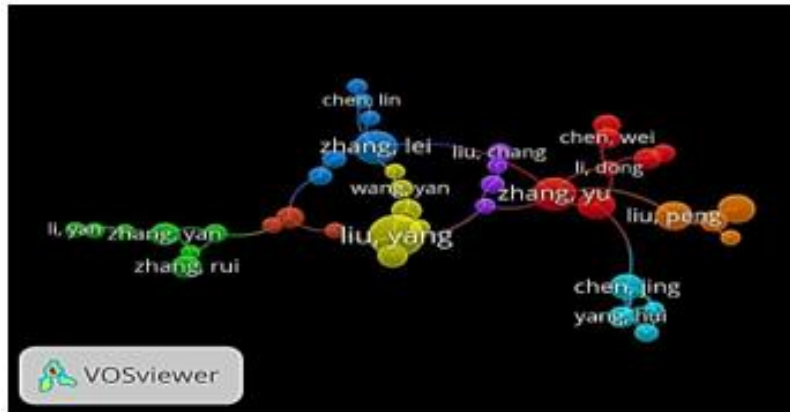 chen, lin
zhang, lei
liu, chang
chen, wei
li, dong
wang, yan
zhang, yu
liu, peng
li, yan
zhang, yan
liu, yang
zhang, rui
chen, jing
yang, hui
VOSviewer